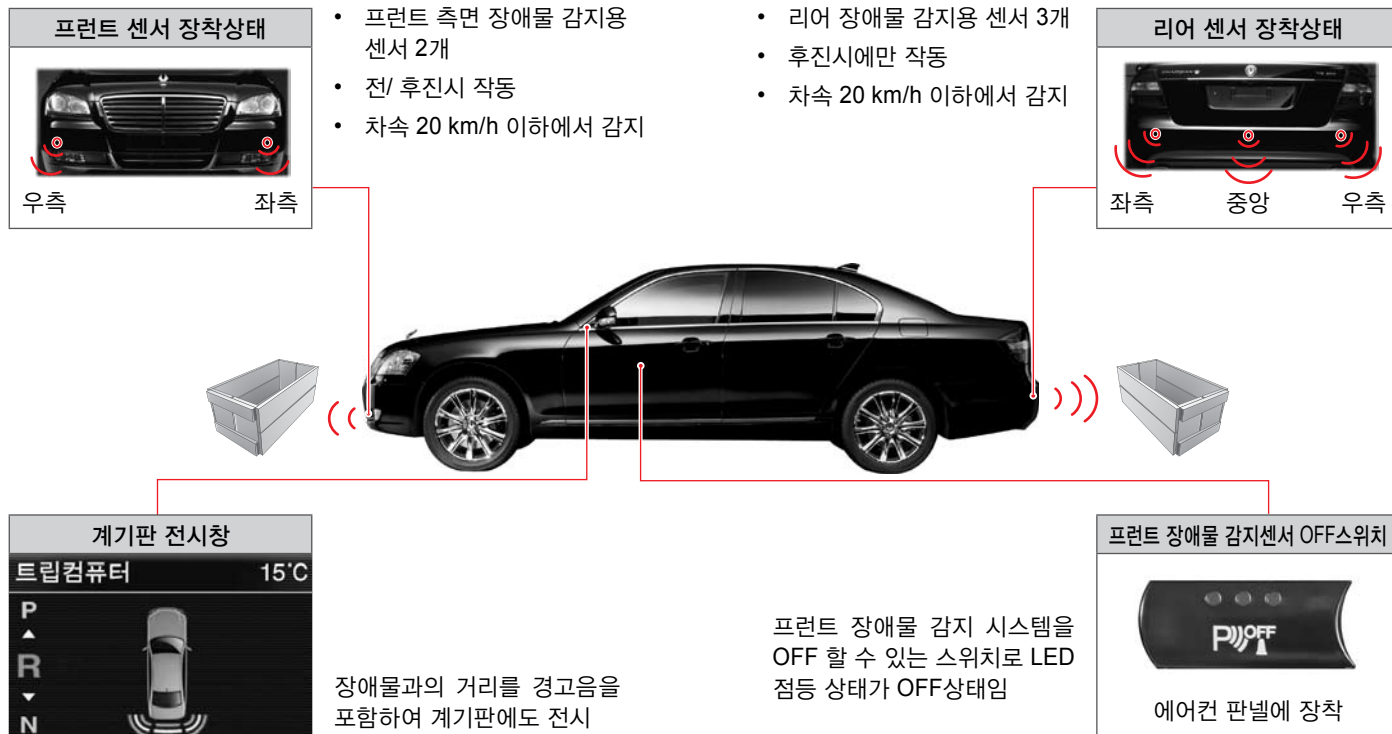 프런트 센서 장착상태
우측
좌측
• 프런트 측면 장애물 감지용
센서 2개
• 전/ 후진시 작동
• 차속 20 km/h 이하에서 감지
• 리어 장애물 감지용 센서 3개
• 후진시에만 작동
• 차속 20 km/h 이하에서 감지
리어 센서 장착상태
좌측
중앙
우측
계기판 전시창
트립컴퓨터 15°C
P
R
N
장애물과의 거리를 경고음을
포함하여 계기판에도 전시
프런트 장애물 감지 시스템을
OFF 할 수 있는 스위치로 LED
점등 상태가 OFF상태임
프런트 장애물 감지센서 OFF스위치
P OFF
에어컨 판넬에 장착